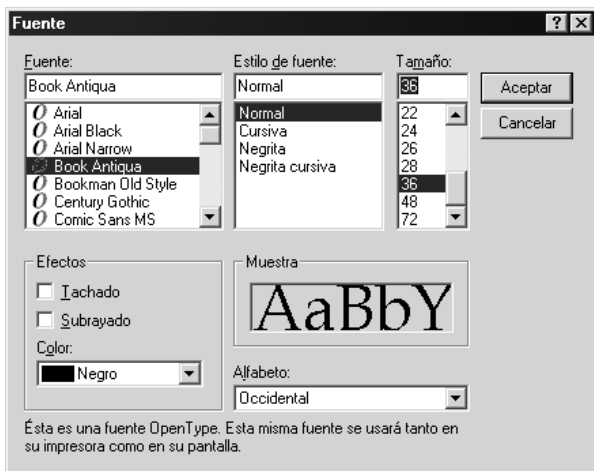 Fuente
Fuente:
Book Antiqua
Arial
Arial Black
Arial Narrow
Book Antiqua
Bookman Old Style
Century Gothic
Comic Sans MS
Estilo de fuente:
Normal
Normal
Cursiva
Negrita
Negrita cursiva
Tamaño:
36
22
24
26
28
36
48
72
Aceptar
Cancelar
Efectos
Tachado
Subrayado
Color:
Negro
Muestra
AaBbY
Alfabeto:
Occidental
Ésta es una fuente OpenType. Esta misma fuente se usará tanto en
su impresora como en su pantalla.